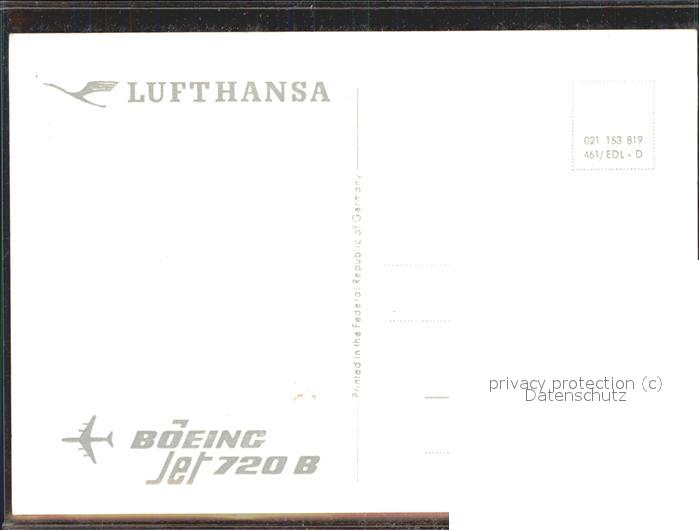 LUFTHANSA
021 153 819
461/EDL - D
Printed in the Federal Republic of Germany
privacy protection (c)
Datenschutz
BOEING
Jet 720 B